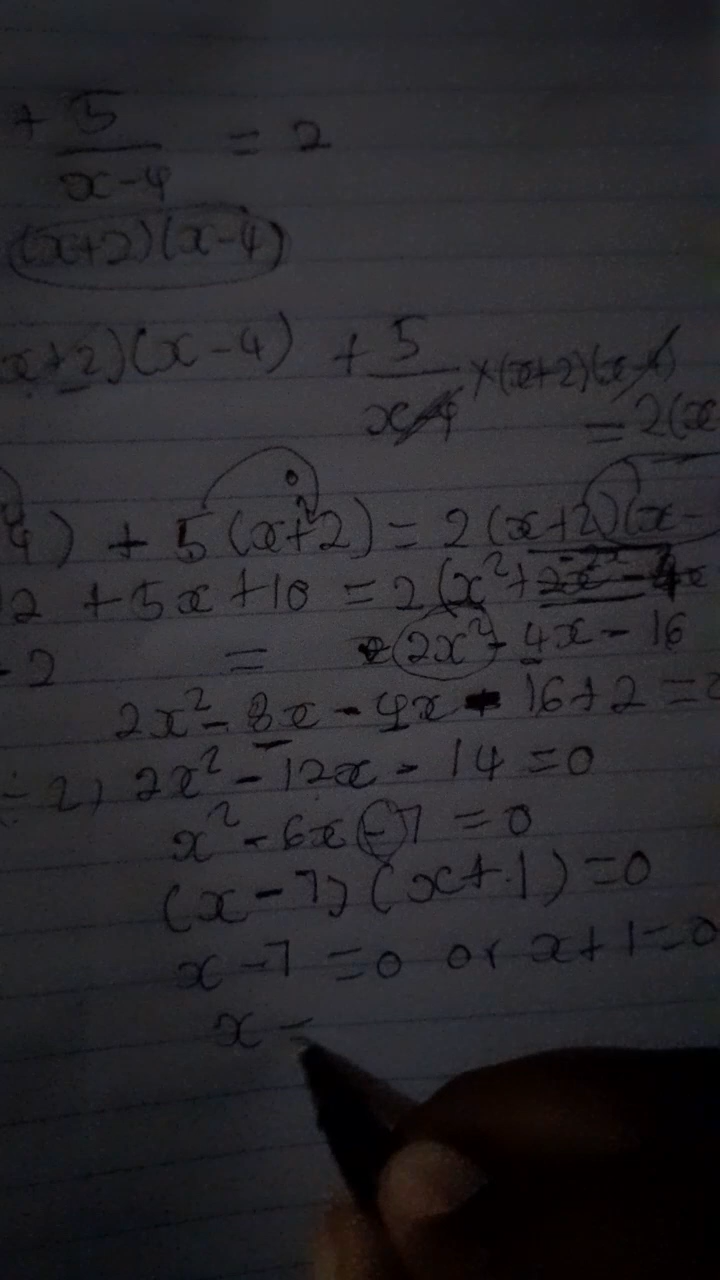 + 5/(x-4) = 2
(x+2)(x-4)
x+2)(x-4) + 5/(x-4) ×(x+2)(x-4)
= 2(x
4) + 5(x+2) = 2(x+2)(x-
12 + 5x+10 = 2(x²+2x²-4x
-2 = 2x²-4x-16
2x²-8x-4x-16+2=
÷2) 2x²-12x-14=0
x²-6x-7=0
(x-7)(x+1)=0
x-7=0 or x+1=0
x=